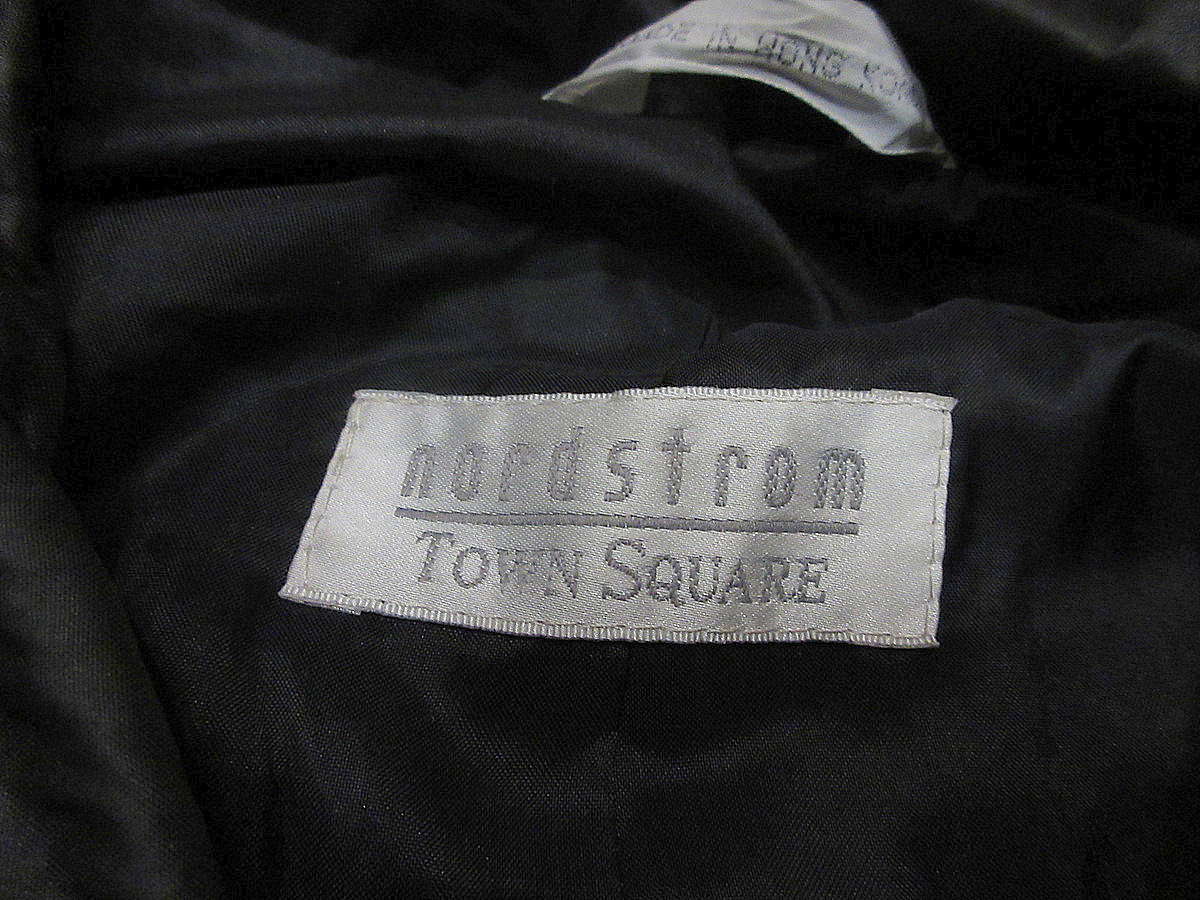 MADE IN HONG KONG
nordstrom
TOWN SQUARE